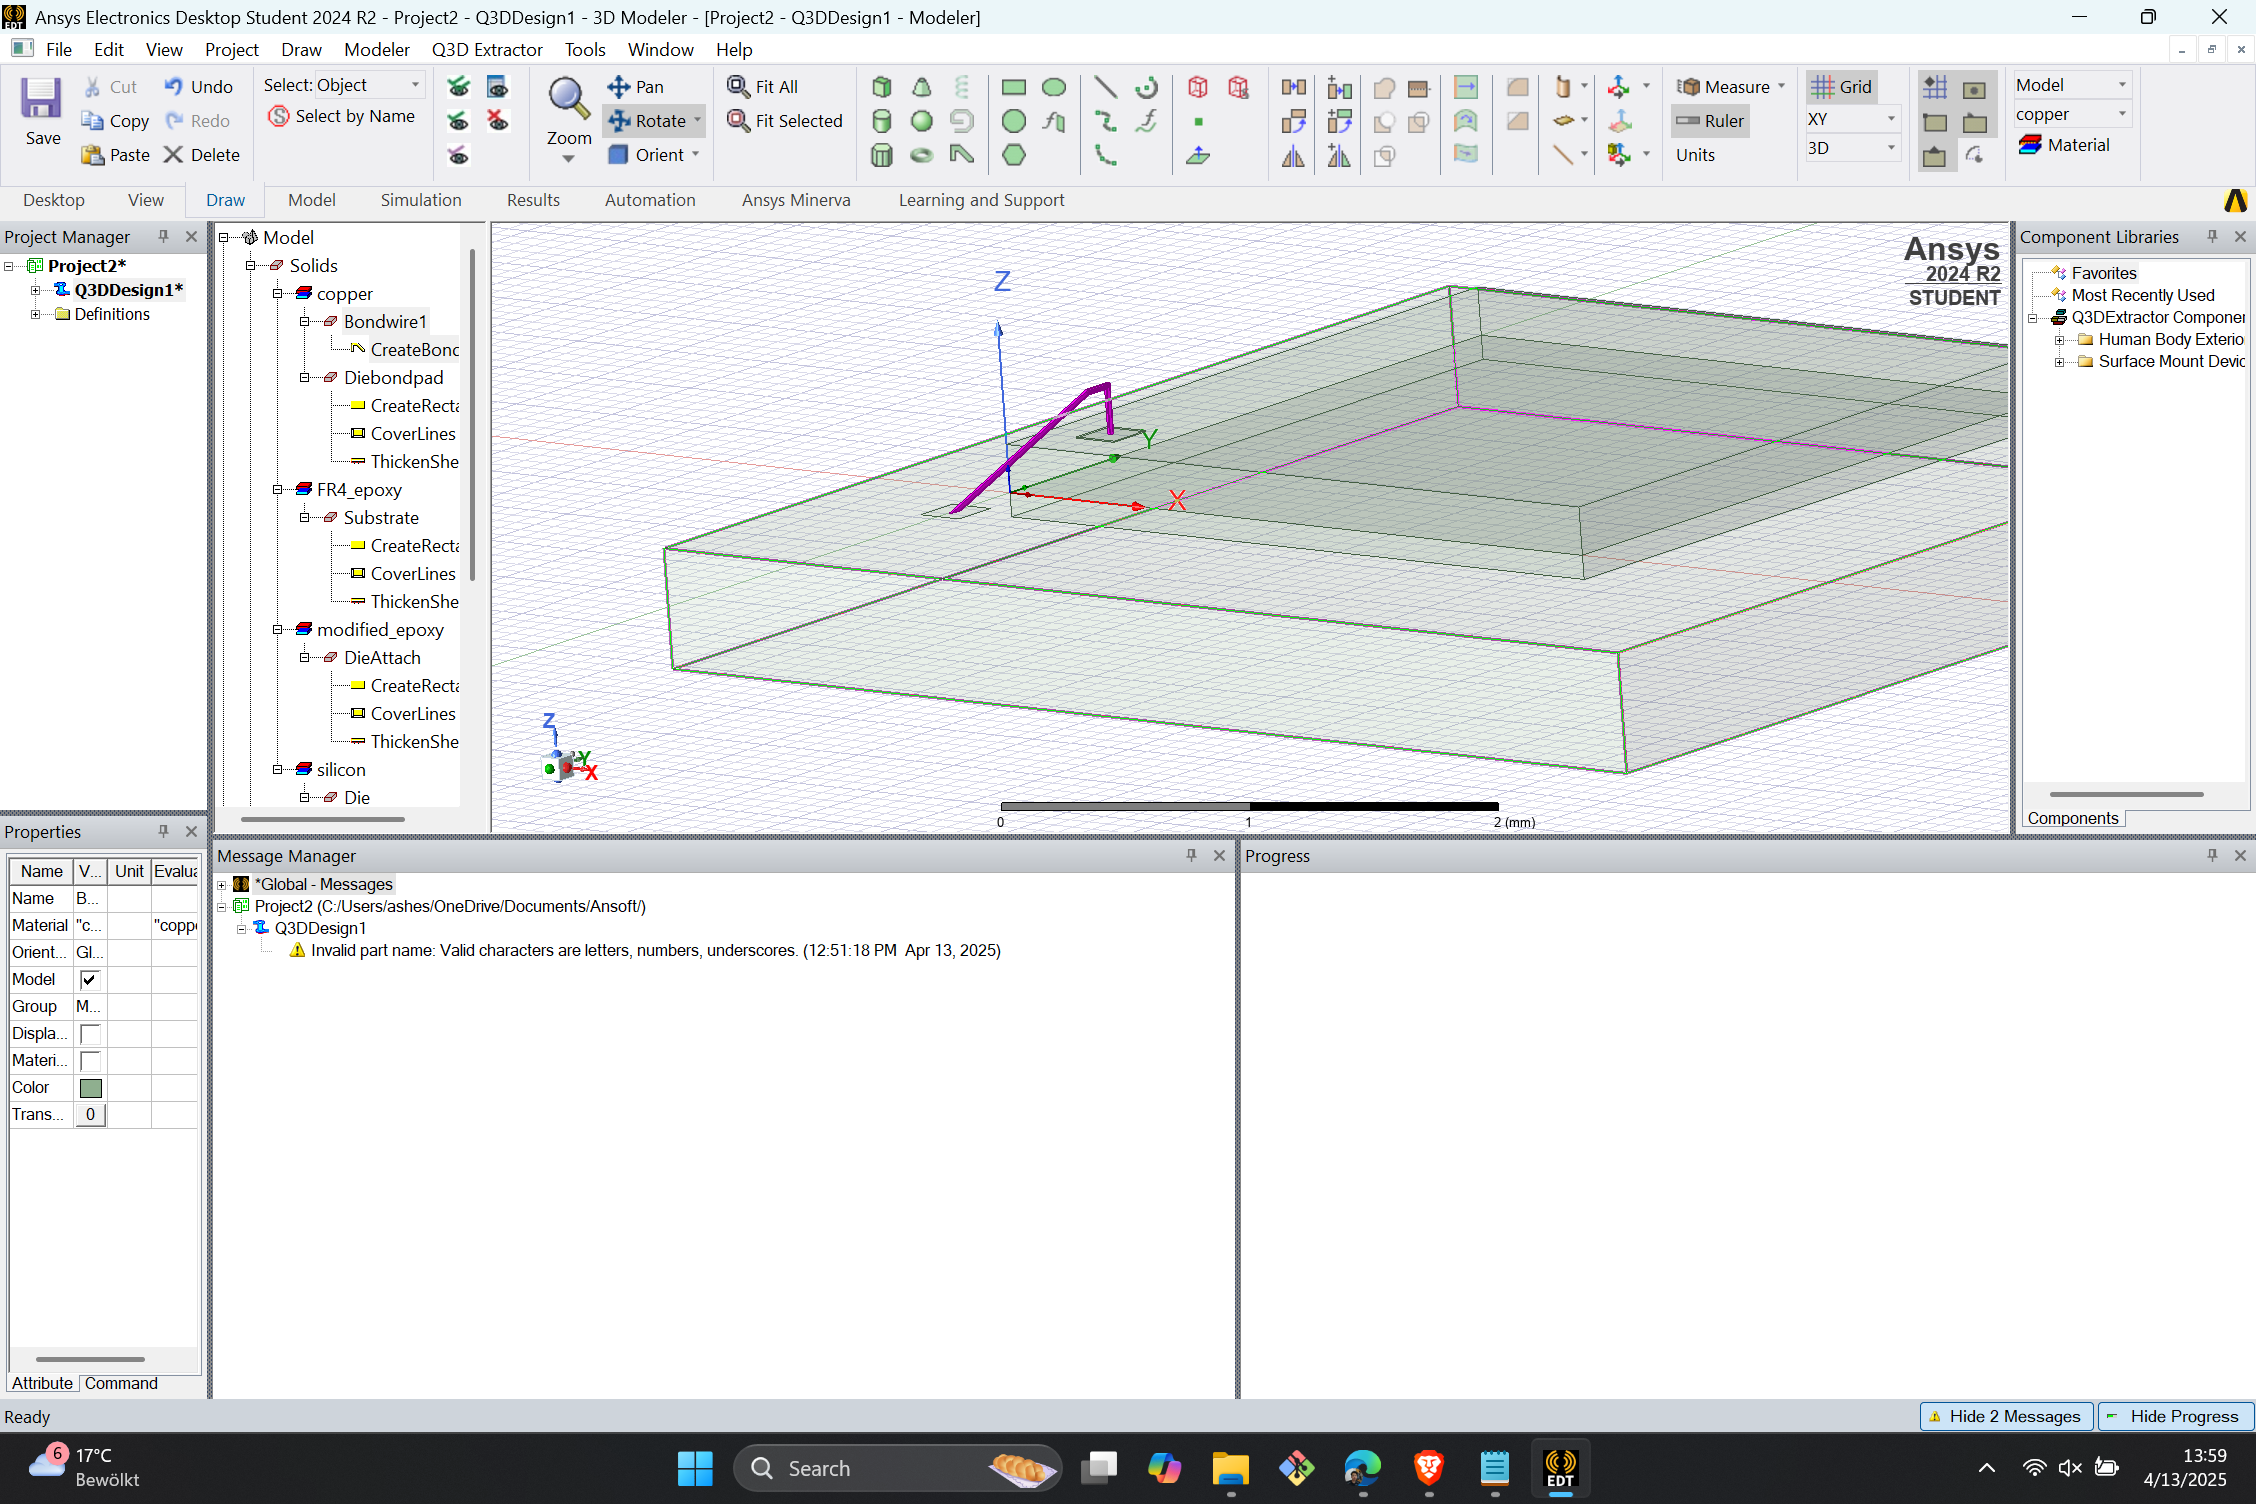 Ansys Electronics Desktop Student 2024 R2 - Project2 - Q3DDesign1 - 3D Modeler - [Project2 - Q3DDesign1 - Modeler]
File Edit View Project Draw Modeler Q3D Extractor Tools Window Help
Save
Cut
Copy
Paste
Undo
Redo
Delete
Select: Object
Select by Name
Zoom
Pan
Rotate
Orient
Fit All
Fit Selected
Measure
Ruler
Units
Grid
XY
3D
Model
copper
Material
Desktop View Draw Model Simulation Results Automation Ansys Minerva Learning and Support
Project Manager
Project2*
Q3DDesign1*
Definitions
Model
Solids
copper
Bondwire1
CreateBond
Diebondpad
CreateRecta
CoverLines
ThickenShe
FR4_epoxy
Substrate
CreateRecta
CoverLines
ThickenShe
modified_epoxy
DieAttach
CreateRecta
CoverLines
ThickenShe
silicon
Die
Z
Y
X
Ansys
2024 R2
STUDENT
Z
Y
X
0 1 2 (mm)
Component Libraries
Favorites
Most Recently Used
Q3DExtractor Componen
Human Body Exterio
Surface Mount Devic
Components
Properties
Name V... Unit Evalua
Name B...
Material "c... "coppe
Orient... Gl...
Model
Group M...
Displa...
Materi...
Color
Trans... 0
Attribute Command
Message Manager
*Global - Messages
Project2 (C:/Users/ashes/OneDrive/Documents/Ansoft/)
Q3DDesign1
Invalid part name: Valid characters are letters, numbers, underscores. (12:51:18 PM Apr 13, 2025)
Progress
Ready
Hide 2 Messages
Hide Progress
6
17°C
Bewölkt
Search
EDT
13:59
4/13/2025